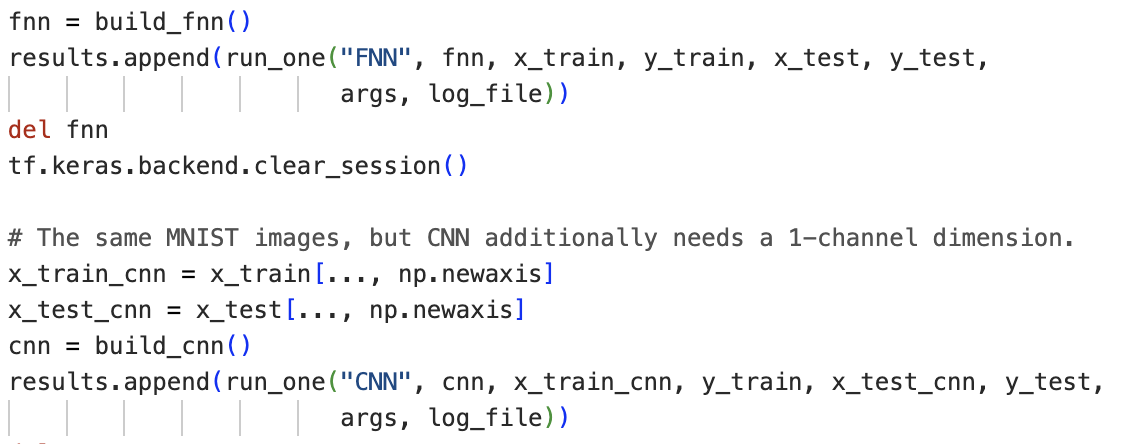 fnn = build_fnn()
results.append(run_one("FNN", fnn, x_train, y_train, x_test, y_test,
                       args, log_file))
del fnn
tf.keras.backend.clear_session()

# The same MNIST images, but CNN additionally needs a 1-channel dimension.
x_train_cnn = x_train[..., np.newaxis]
x_test_cnn = x_test[..., np.newaxis]
cnn = build_cnn()
results.append(run_one("CNN", cnn, x_train_cnn, y_train, x_test_cnn, y_test,
                       args, log_file))